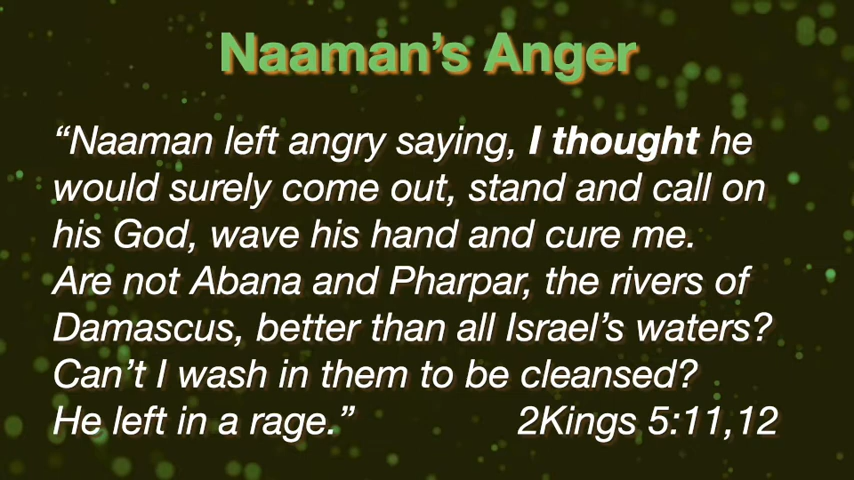 Naaman’s Anger
“Naaman left angry saying, I thought he
would surely come out, stand and call on
his God, wave his hand and cure me.
Are not Abana and Pharpar, the rivers of
Damascus, better than all Israel’s waters?
Can’t I wash in them to be cleansed?
He left in a rage.” 2Kings 5:11,12